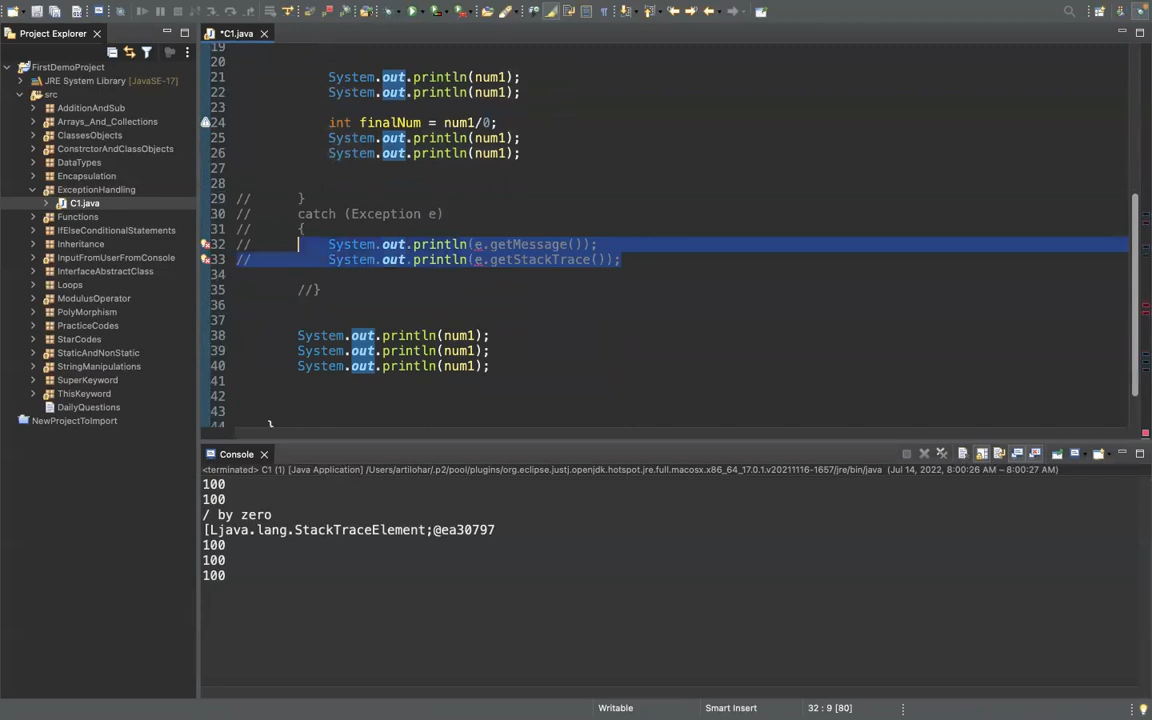 Project Explorer
*C1.java
FirstDemoProject
JRE System Library [JavaSE-17]
src
AdditionAndSub
Arrays_And_Collections
ClassesObjects
ConstrctorAndClassObjects
DataTypes
Encapsulation
ExceptionHandling
C1.java
Functions
IfElseConditionalStatements
Inheritance
InputFromUserFromConsole
InterfaceAbstractClass
Loops
ModulusOperator
PolyMorphism
PracticeCodes
StarCodes
StaticAndNonStatic
StringManipulations
SuperKeyword
ThisKeyword
DailyQuestions
NewProjectToImport
19
20
21 System.out.println(num1);
22 System.out.println(num1);
23
24 int finalNum = num1/0;
25 System.out.println(num1);
26 System.out.println(num1);
27
28
29 // }
30 // catch (Exception e)
31 // {
32 // System.out.println(e.getMessage());
33 // System.out.println(e.getStackTrace());
34
35 //}
36
37
38 System.out.println(num1);
39 System.out.println(num1);
40 System.out.println(num1);
41
42
43
44 }
Console
<terminated> C1 (1) [Java Application] /Users/artilohar/.p2/pool/plugins/org.eclipse.justj.openjdk.hotspot.jre.full.macosx.x86_64_17.0.1.v20211116-1657/jre/bin/java (Jul 14, 2022, 8:00:26 AM – 8:00:27 AM)
100
100
/ by zero
[Ljava.lang.StackTraceElement;@ea30797
100
100
100
Writable
Smart Insert
32 : 9 [80]